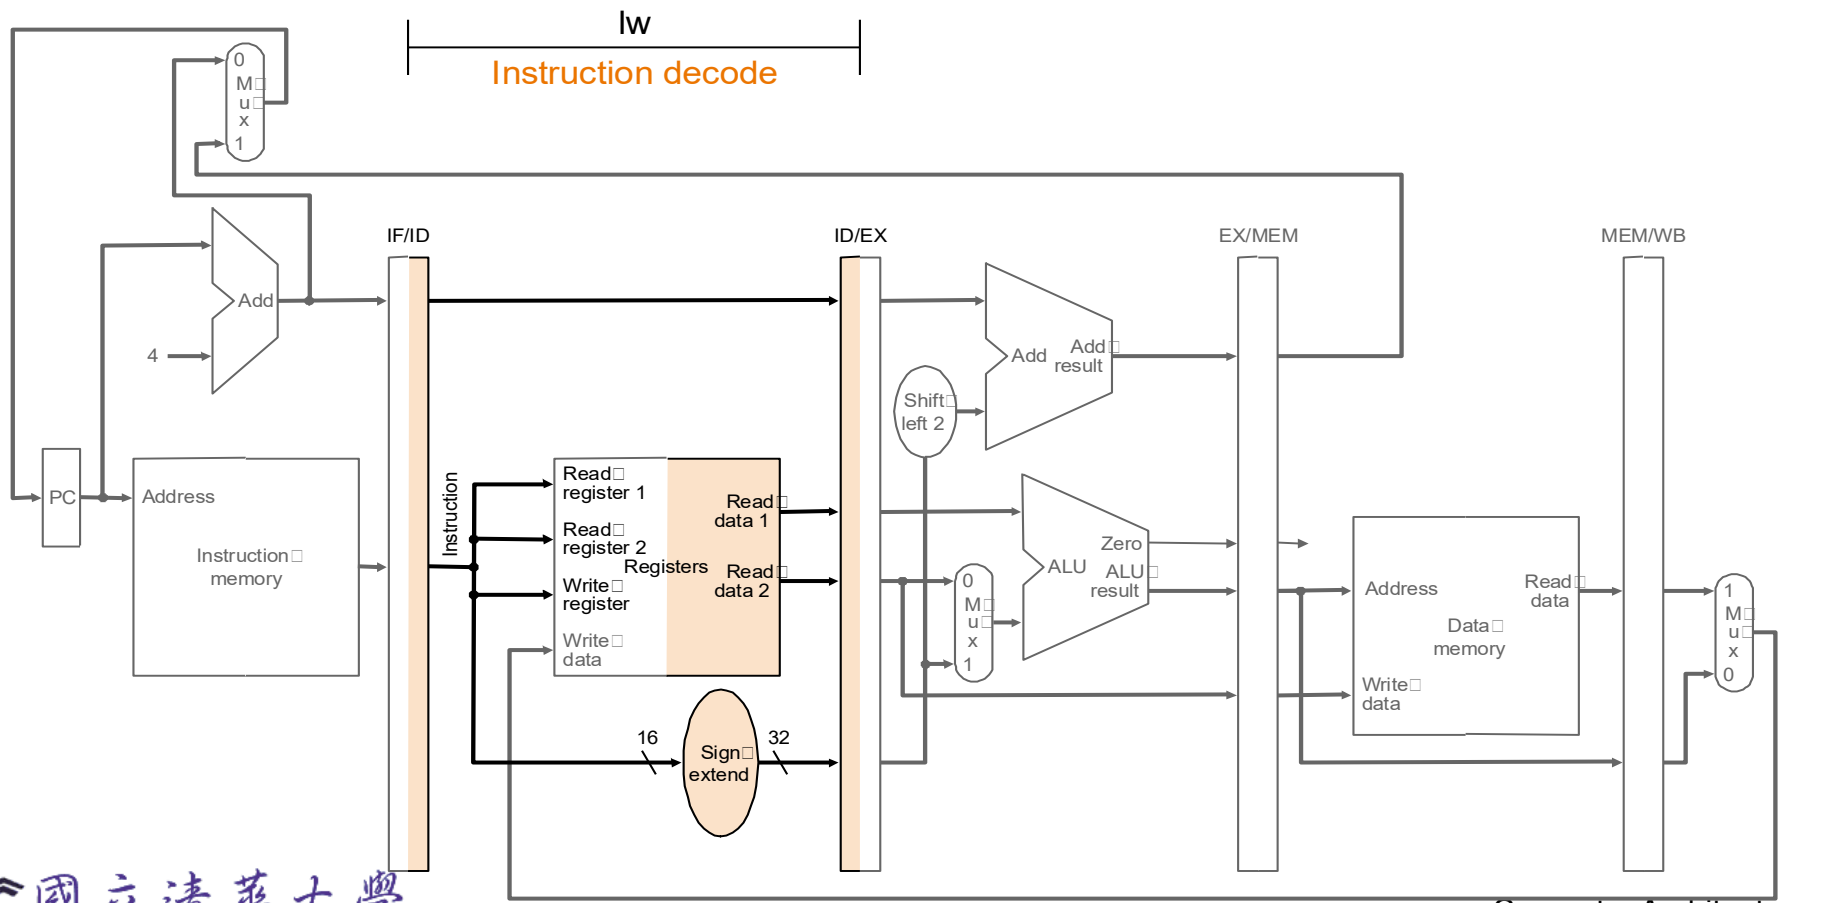 lw
Instruction decode
0
M
u
x
1
IF/ID
ID/EX
EX/MEM
MEM/WB
Add
4
Add
Add
result
Shift
left 2
PC
Address
Instruction
memory
Instruction
Read
register 1
Read
register 2
Registers
Write
register
Write
data
Read
data 1
Read
data 2
16
Sign
extend
32
0
M
u
x
1
Zero
ALU
ALU
result
Address
Read
data
Data
memory
Write
data
1
M
u
x
0
國立清華大學